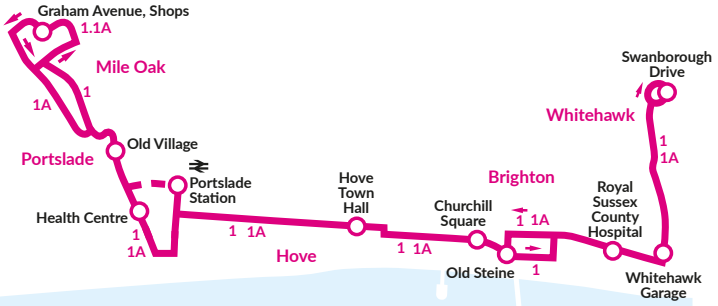 Graham Avenue, Shops
1.1A
Mile Oak
1
1A
Old Village
Portslade
Portslade
Station
Health Centre
1
1A
Hove
Town
Hall
1 1A
Hove
Churchill
Square
1 1A
Old Steine
Brighton
1 1A
1
Royal
Sussex
County
Hospital
Swanborough
Drive
Whitehawk
1
1A
Whitehawk
Garage